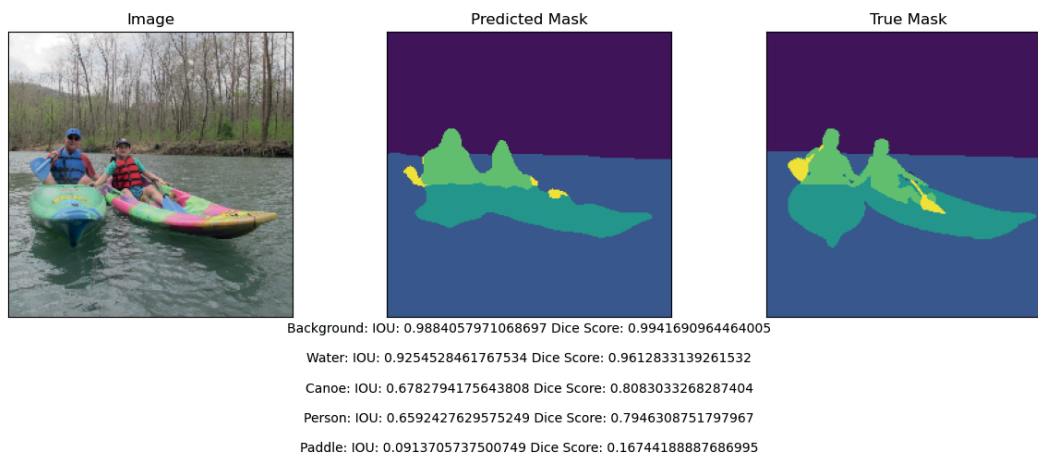 Image
Predicted Mask
True Mask
Background: IOU: 0.9884057971068697 Dice Score: 0.9941690964464005
Water: IOU: 0.9254528461767534 Dice Score: 0.9612833139261532
Canoe: IOU: 0.6782794175643808 Dice Score: 0.8083033268287404
Person: IOU: 0.6592427629575249 Dice Score: 0.7946308751797967
Paddle: IOU: 0.0913705737500749 Dice Score: 0.16744188887686995